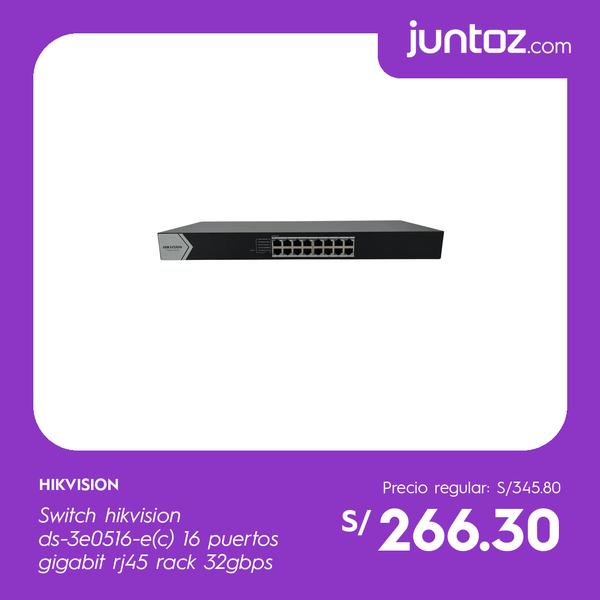 juntoz.com
HIKVISION
HIKVISION
Switch hikvision
ds-3e0516-e(c) 16 puertos
gigabit rj45 rack 32gbps
Precio regular: S/345.80
S/ 266.30